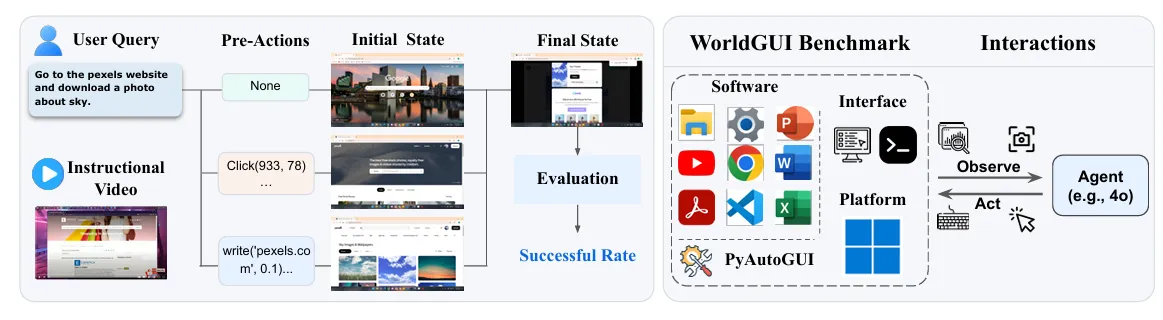 User Query
Go to the pexels website
and download a photo
about sky.
Instructional
Video
Pre-Actions
None
Click(933, 78)
...
write('pexels.co
m', 0.1)...
Initial State
Final State
Evaluation
Successful Rate
WorldGUI Benchmark
Interactions
Software
Interface
Platform
PyAutoGUI
Observe
Act
Agent
(e.g., 4o)